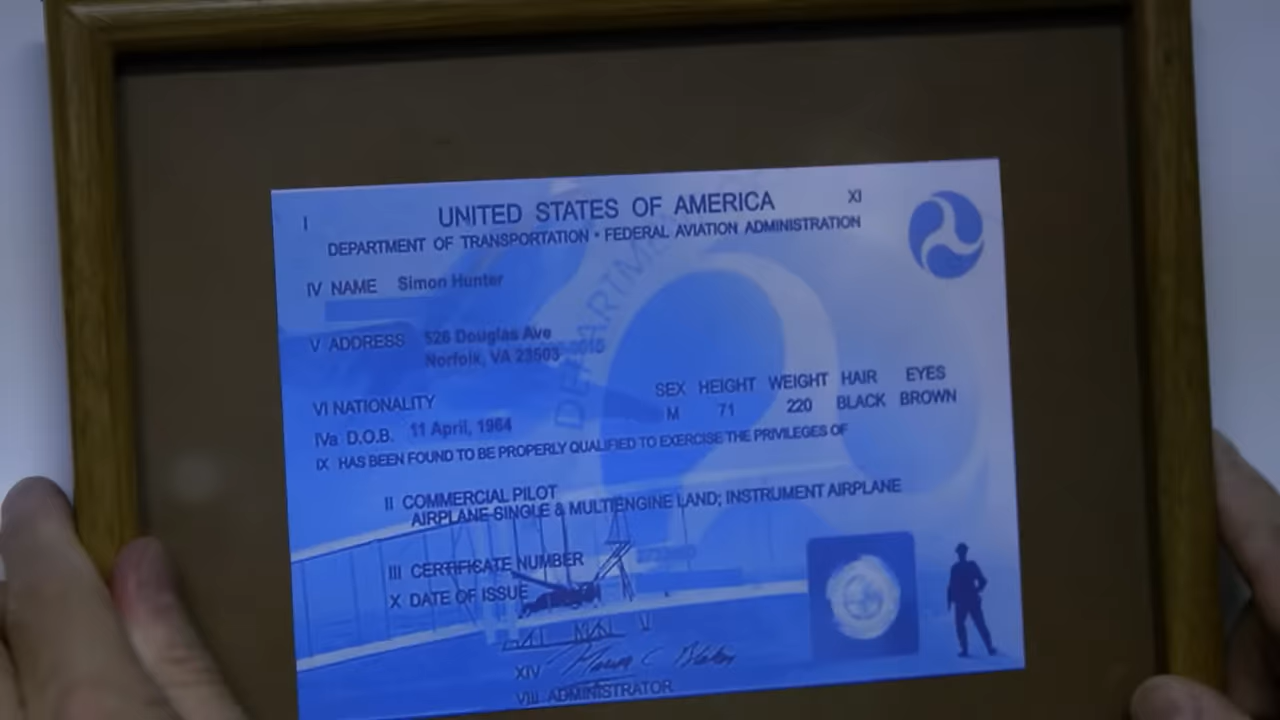 I UNITED STATES OF AMERICA XI
DEPARTMENT OF TRANSPORTATION • FEDERAL AVIATION ADMINISTRATION
IV NAME Simon Hunter
V ADDRESS 526 Douglas Ave
Norfolk, VA 23503
SEX HEIGHT WEIGHT HAIR EYES
M 71 220 BLACK BROWN
VI NATIONALITY
IVa D.O.B. 11 April, 1964
IX HAS BEEN FOUND TO BE PROPERLY QUALIFIED TO EXERCISE THE PRIVILEGES OF
II COMMERCIAL PILOT
AIRPLANE SINGLE & MULTIENGINE LAND; INSTRUMENT AIRPLANE
III CERTIFICATE NUMBER
X DATE OF ISSUE
XIV
VIII ADMINISTRATOR